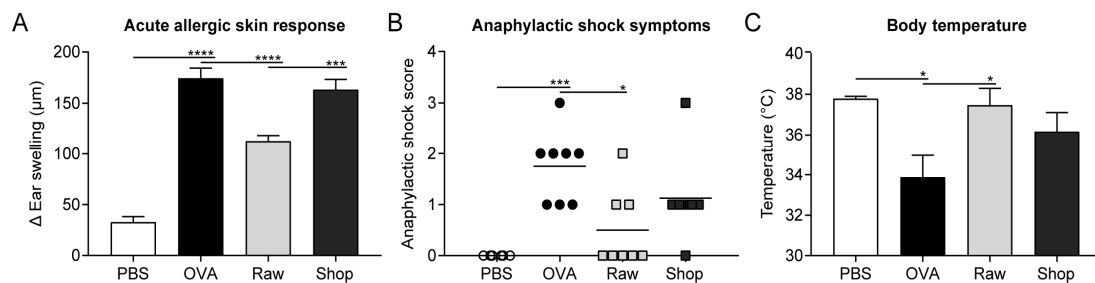 A
Acute allergic skin response
Δ Ear swelling (μm)
200
150
100
50
0
**** **** ***
PBS OVA Raw Shop
B
Anaphylactic shock symptoms
Anaphylactic shock score
4
3
2
1
0
*** *
PBS OVA Raw Shop
C
Body temperature
Temperature (°C)
40
38
36
34
32
30
* *
PBS OVA Raw Shop